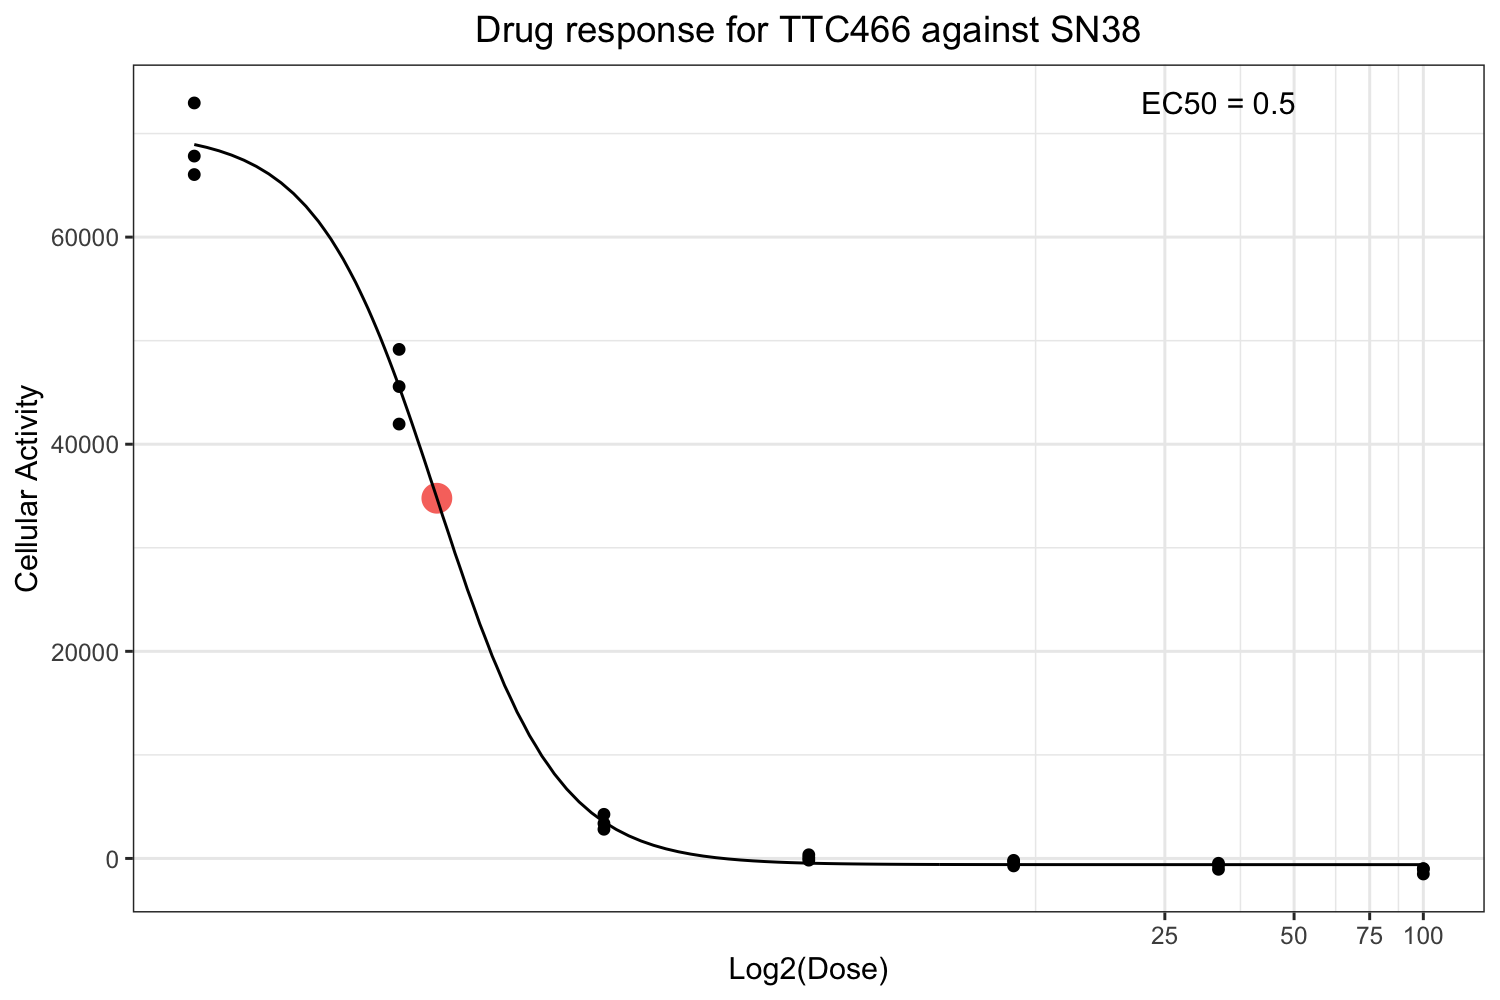 Drug response for TTC466 against SN38
EC50 = 0.5
Cellular Activity
60000
40000
20000
0
25 50 75 100
Log2(Dose)